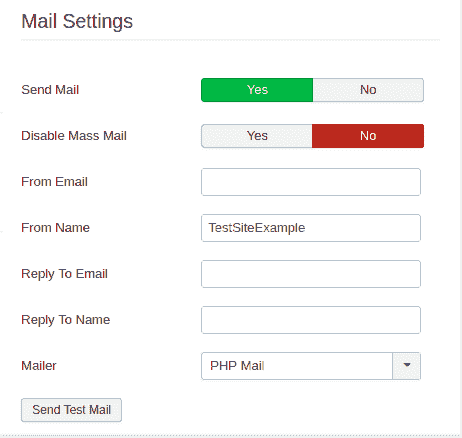 Mail Settings
Send Mail Yes No
Disable Mass Mail Yes No
From Email
From Name TestSiteExample
Reply To Email
Reply To Name
Mailer PHP Mail
Send Test Mail